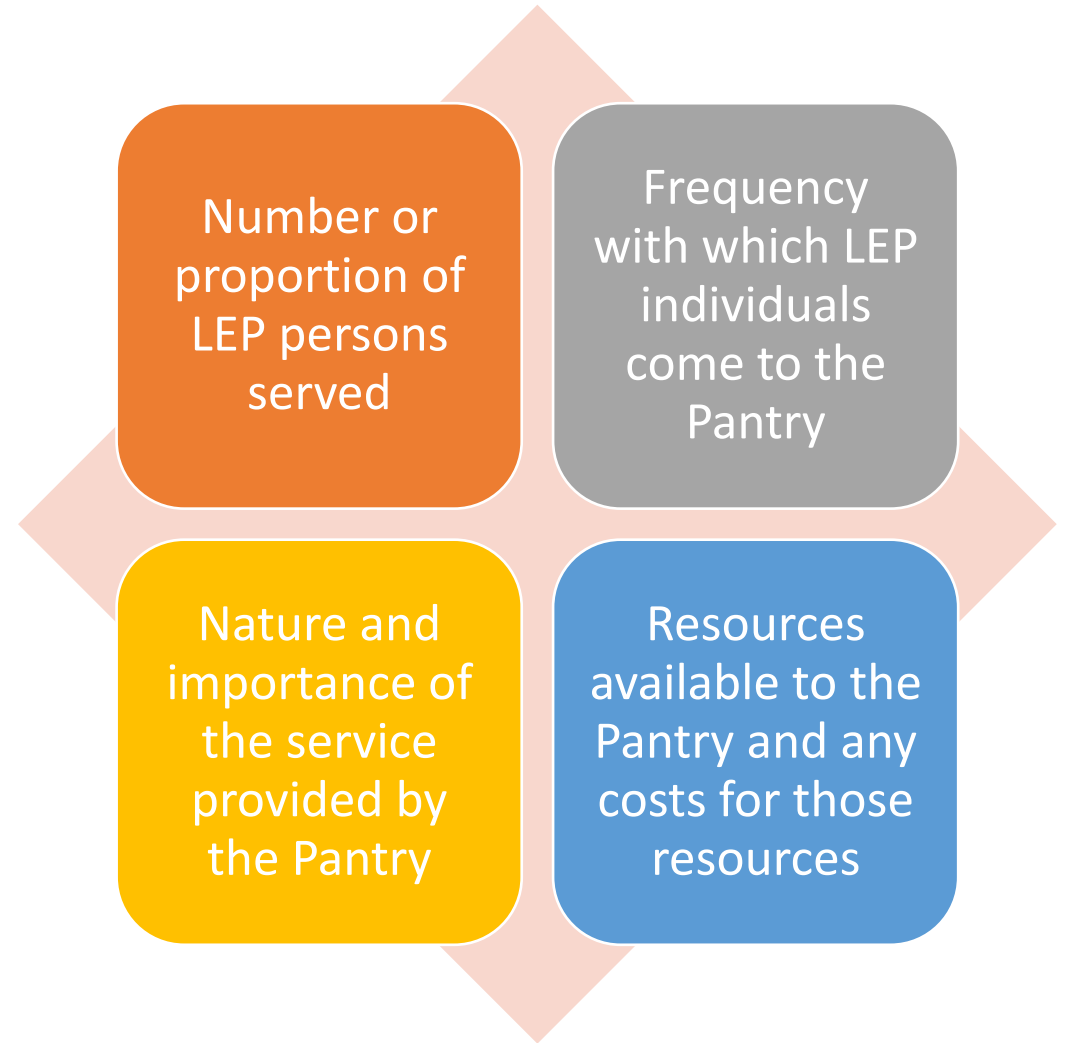 Number or
proportion of
LEP persons
served
Frequency
with which LEP
individuals
come to the
Pantry
Nature and
importance of
the service
provided by
the Pantry
Resources
available to the
Pantry and any
costs for those
resources